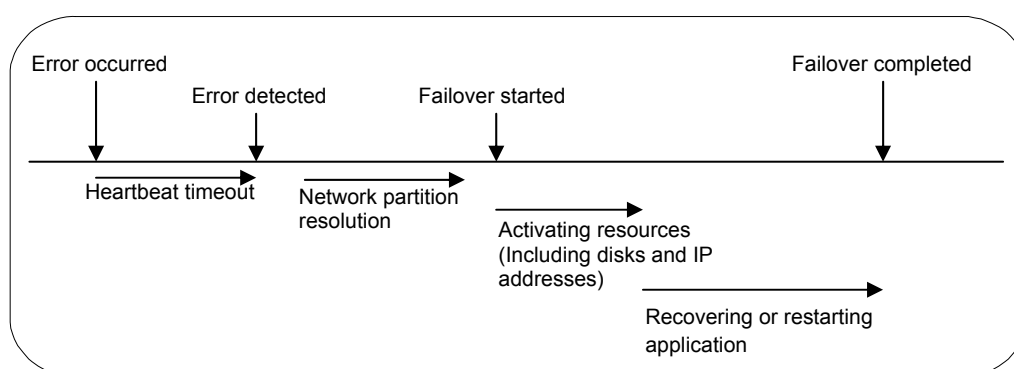 Error occurred
Failover completed
Error detected
Failover started
Heartbeat timeout
Network partition
resolution
Activating resources
(Including disks and IP
addresses)
Recovering or restarting
application